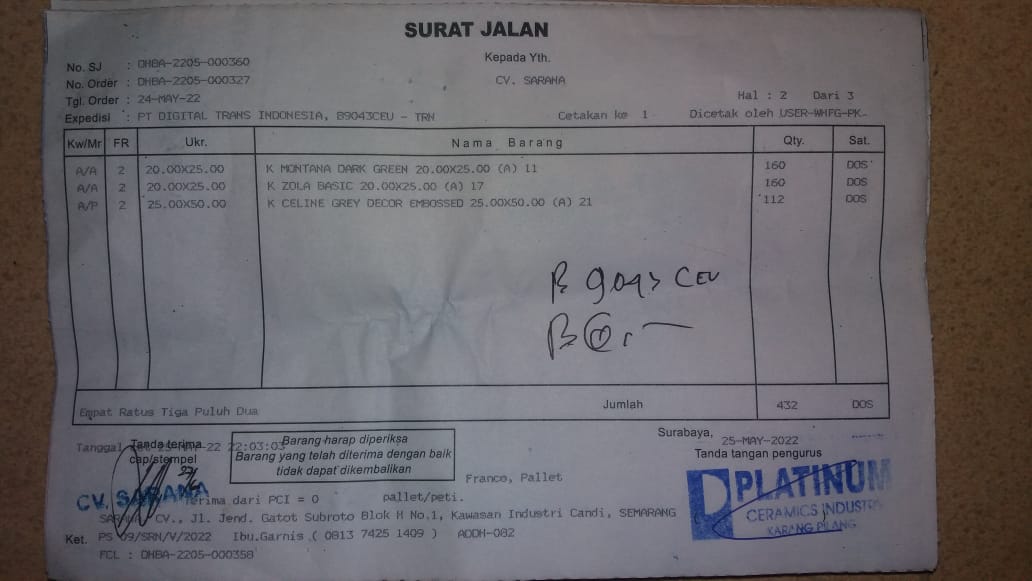 SURAT JALAN
No. SJ : DHBA-2205-000360
Kepada Yth.
No. Order : DHBA-2205-000327
CV. SARANA
Tgl. Order : 24-MAY-22
Hal : 2 Dari 3
Expedisi : PT DIGITAL TRANS INDONESIA, B9043CEU - TRN
Cetakan ke 1
Dicetak oleh USER-WHFG-PK
Kw/Mr FR Ukr. Nama Barang Qty. Sat.
A/A 2 20.00X25.00 K MONTANA DARK GREEN 20.00X25.00 (A) 11 160 DOS
A/A 2 20.00X25.00 K ZOLA BASIC 20.00X25.00 (A) 17 160 DOS
A/P 2 25.00X50.00 K CELINE GREY DECOR EMBOSSED 25.00X50.00 (A) 21 112 DOS
B 9043 CEU
Empat Ratus Tiga Puluh Dua
Jumlah 432 DOS
Surabaya, 25-MAY-2022
Tanggal 25-MAY-22 22:03:03
Tanda terima
cap/stempel
Barang harap diperiksa
Barang yang telah diterima dengan baik
tidak dapat dikembalikan
Tanda tangan pengurus
Franco, Pallet
CV. SARANA
Terima dari PCI = 0 pallet/peti.
PLATINUM
CERAMICS INDUSTRY
KARANG PILANG
SARANA CV., Jl. Jend. Gatot Subroto Blok H No.1, Kawasan Industri Candi, SEMARANG
Ket. PS 09/SRN/V/2022 Ibu.Garnis ( 0813 7425 1409 ) AODH-082
FCL : DHBA-2205-000358